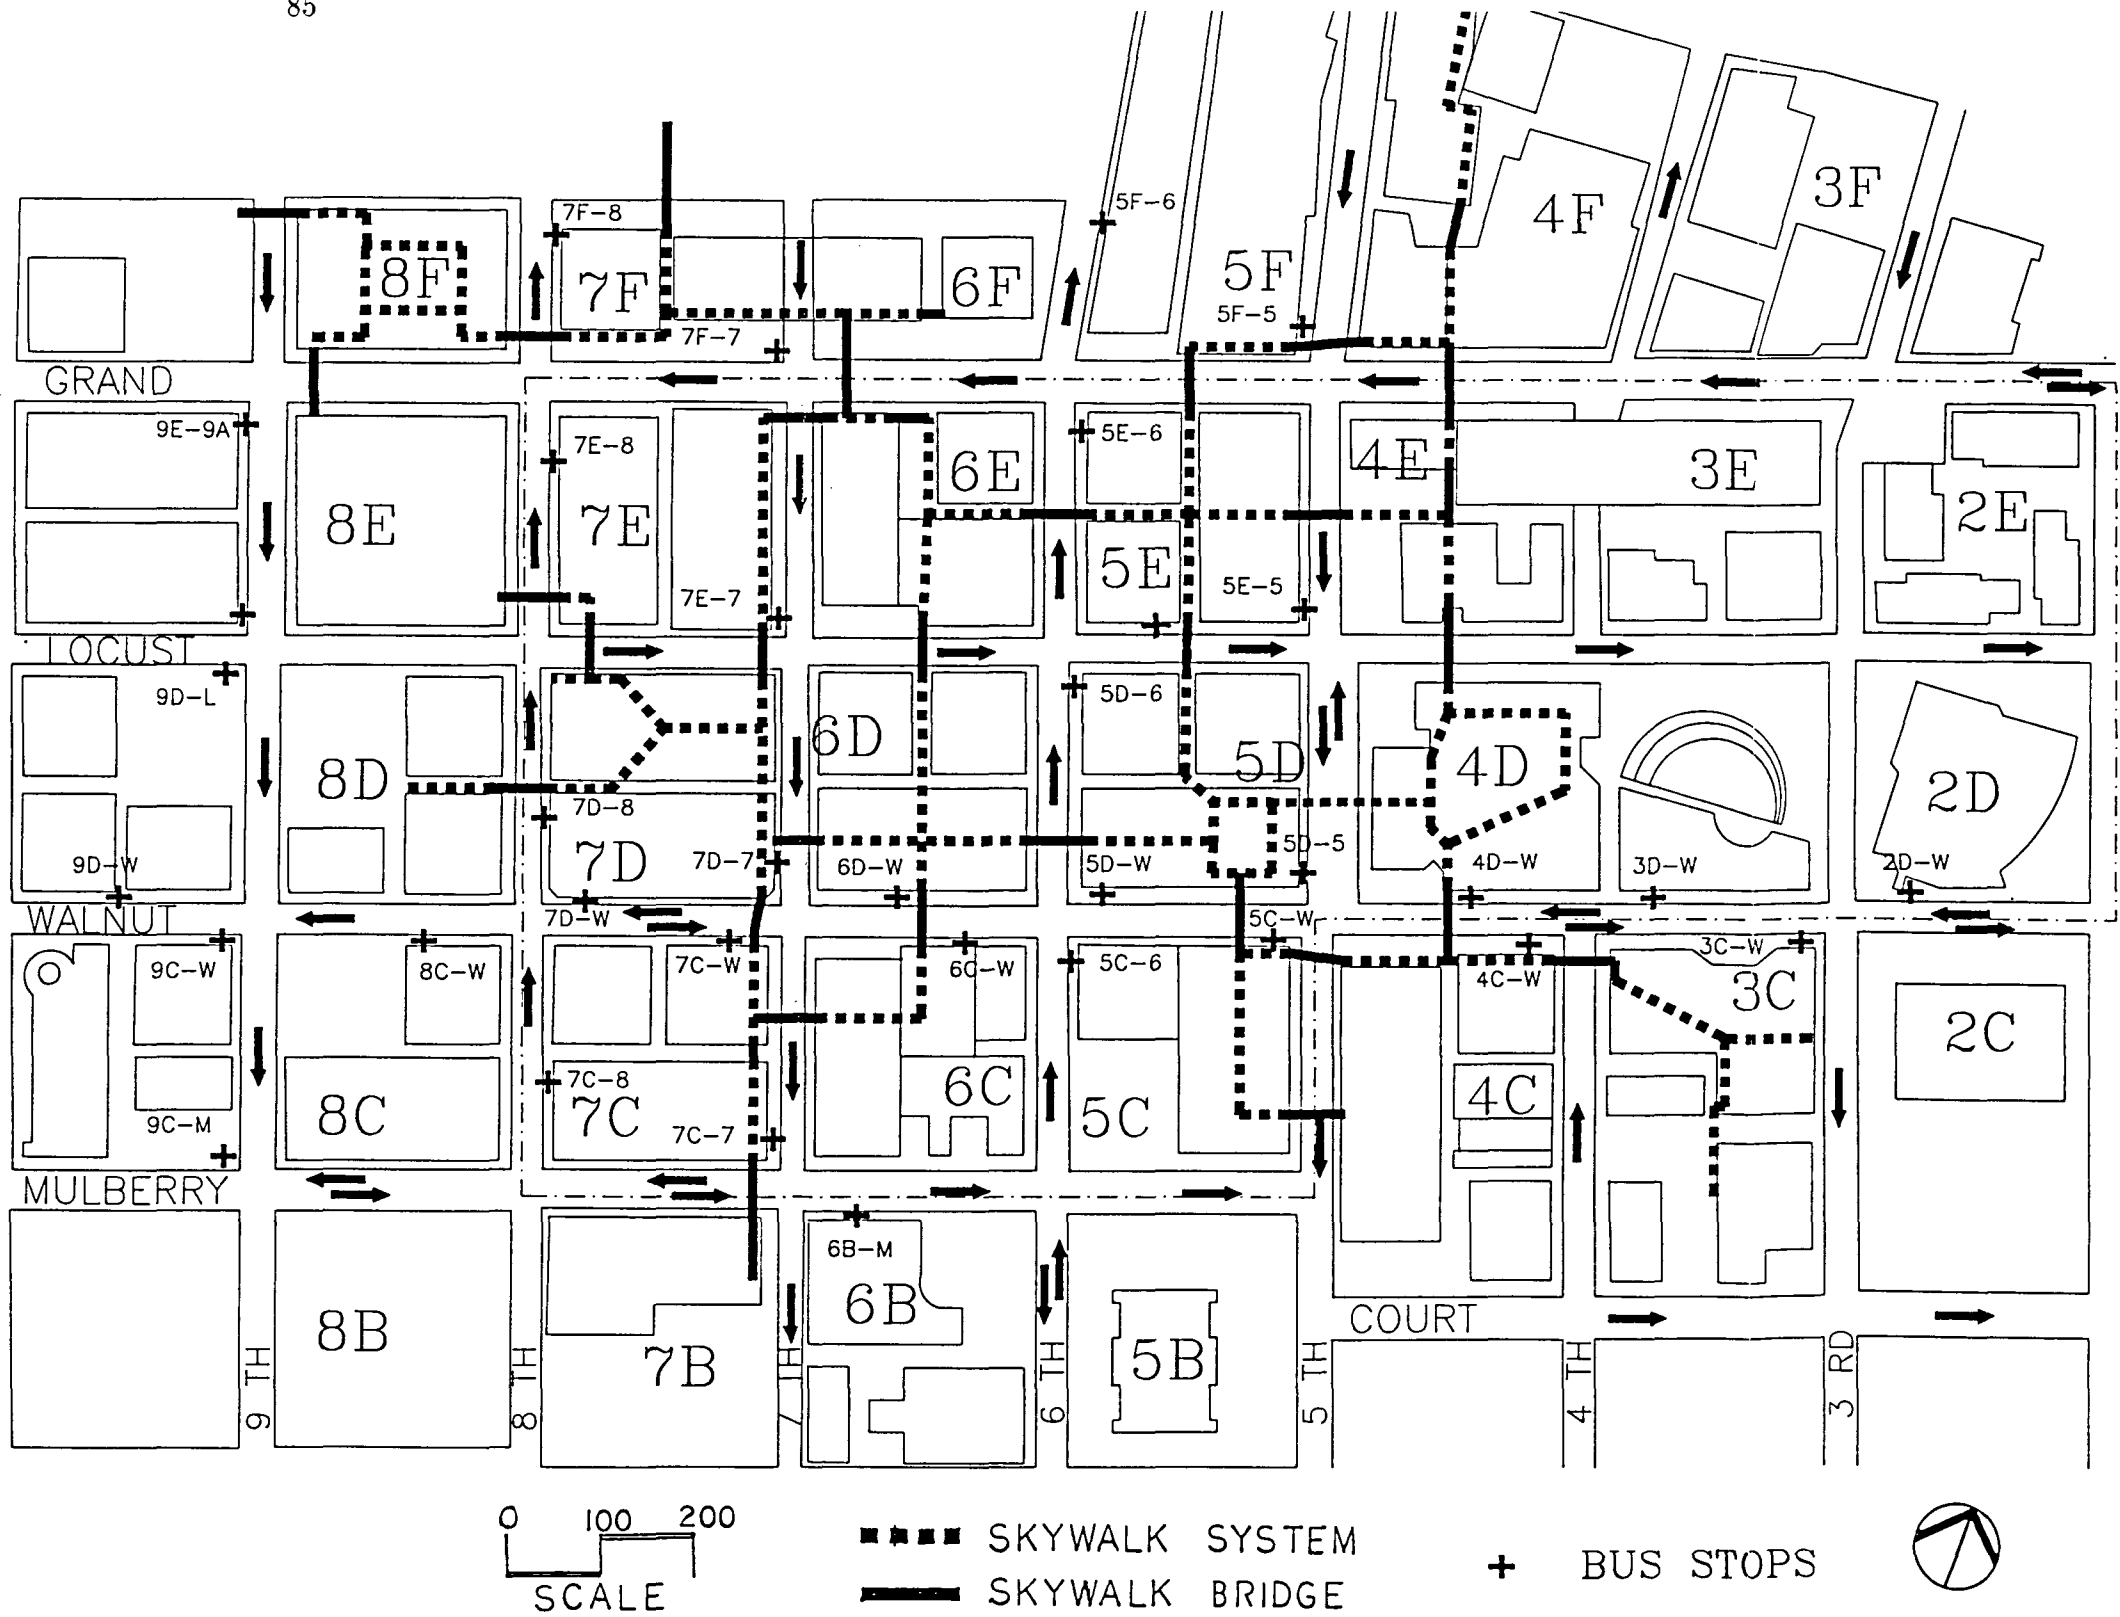 85
5F-6
7F-8
3F
4F
8F
7F
6F
5F
5F-5
7F-7
GRAND
9E-9A
7E-8
5E-6
6E
4E
3E
8E
7E
2E
5E
7E-7
5E-5
LOCUST
9D-L
5D-6
6D
5D
4D
8D
2D
7D-8
7D
7D-7
6D-W
5D-W
5D-5
4D-W
3D-W
2D-W
9D-W
WALNUT
7D-W
5C-W
9C-W
8C-W
7C-W
6C-W
5C-6
4C-W
3C-W
3C
2C
7C-8
8C
7C
6C
5C
4C
9C-M
7C-7
MULBERRY
6B-M
6B
8B
7B
5B
COURT
9 TH
8 TH
7 TH
6 TH
5 TH
4 TH
3 RD
0 100 200
SCALE
SKYWALK SYSTEM
SKYWALK BRIDGE
BUS STOPS